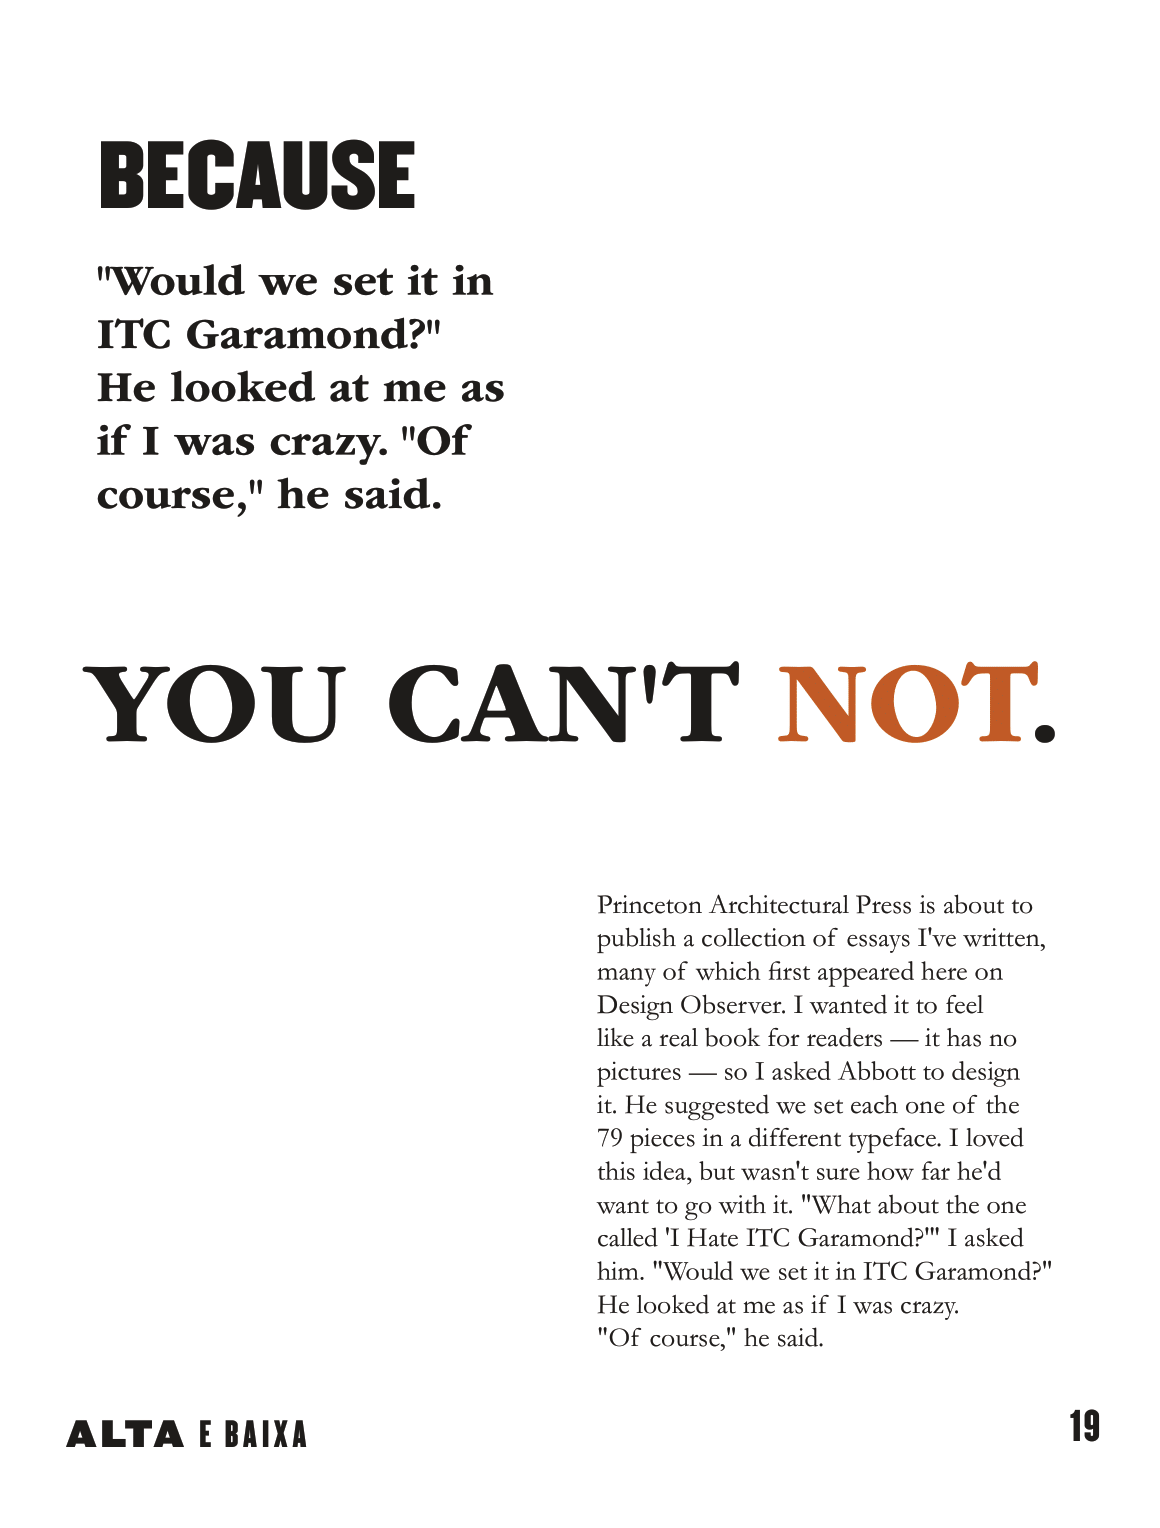 BECAUSE
"Would we set it in
ITC Garamond?"
He looked at me as
if I was crazy. "Of
course," he said.
YOU CAN'T NOT.
Princeton Architectural Press is about to
publish a collection of essays I've written,
many of which first appeared here on
Design Observer. I wanted it to feel
like a real book for readers — it has no
pictures — so I asked Abbott to design
it. He suggested we set each one of the
79 pieces in a different typeface. I loved
this idea, but wasn't sure how far he'd
want to go with it. "What about the one
called 'I Hate ITC Garamond?'" I asked
him. "Would we set it in ITC Garamond?"
He looked at me as if I was crazy.
"Of course," he said.
ALTA E BAIXA
19